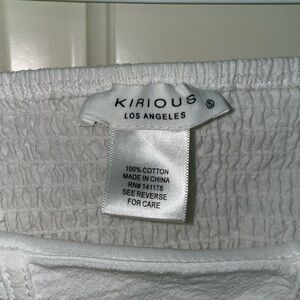 KIRIOUS
S
LOS ANGELES
100% COTTON
MADE IN CHINA
RN# 141178
SEE REVERSE
FOR CARE